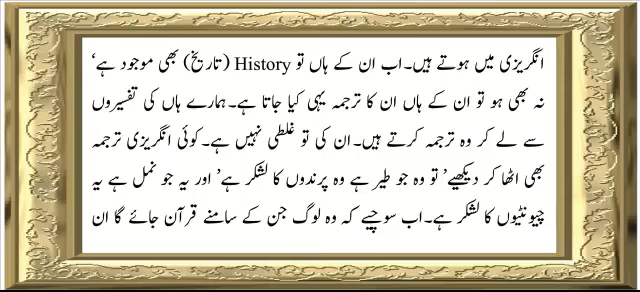 انگریزی میں ہوتے ہیں۔اب ان کے ہاں تو History (تاریخ) بھی موجود ہے‘
نہ بھی ہو تو ان کے ہاں ان کا ترجمہ یہی کیا جاتا ہے۔ہمارے ہاں کی تفسیروں
سے لے کر وہ ترجمہ کرتے ہیں۔ان کی تو غلطی نہیں ہے۔کوئی انگریزی ترجمہ
بھی اٹھا کر دیکھیے’ تو وہ جو طیر ہے وہ پرندوں کا لشکر ہے’ اور یہ جو نمل ہے یہ
چیونٹیوں کا لشکر ہے۔اب سوچیے کہ وہ لوگ جن کے سامنے قرآن جائے گا ان